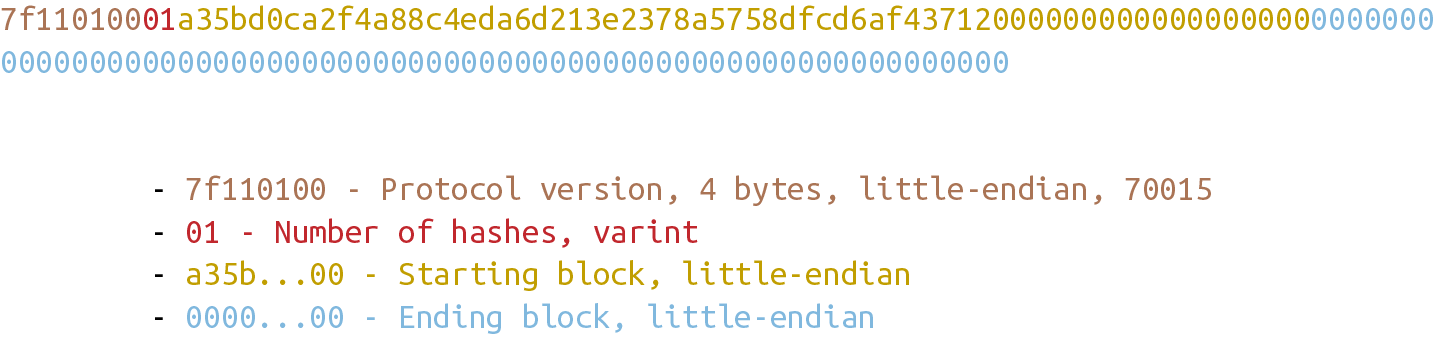 7f11010001a35bd0ca2f4a88c4eda6d213e2378a5758dfcd6af437120000000000000000000000000
000000000000000000000000000000000000000000000000000000000
- 7f110100 - Protocol version, 4 bytes, little-endian, 70015
- 01 - Number of hashes, varint
- a35b...00 - Starting block, little-endian
- 0000...00 - Ending block, little-endian